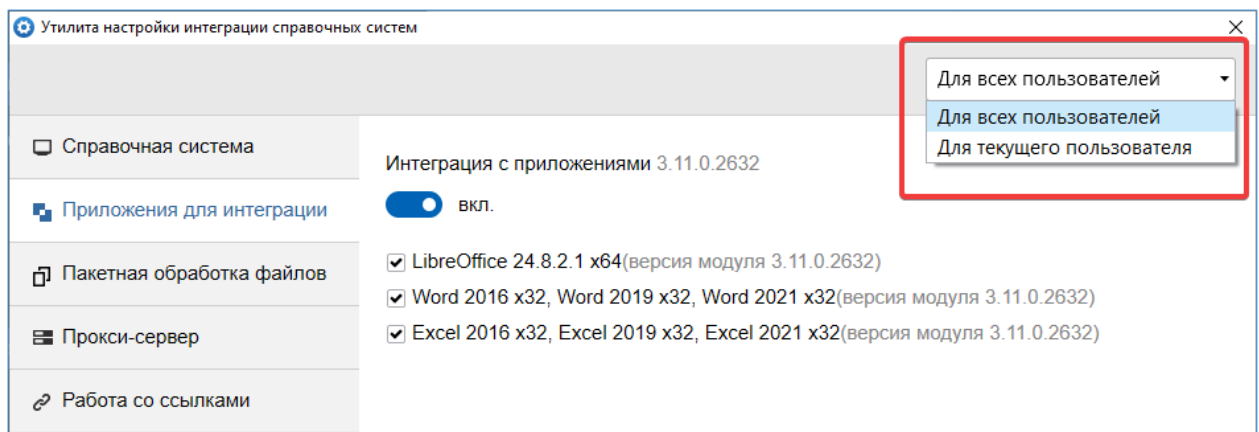 Утилита настройки интеграции справочных систем
Для всех пользователей
Для всех пользователей
Для текущего пользователя
Справочная система
Приложения для интеграции
Пакетная обработка файлов
Прокси-сервер
Работа со ссылками
Интеграция с приложениями 3.11.0.2632
вкл.
LibreOffice 24.8.2.1 x64(версия модуля 3.11.0.2632)
Word 2016 x32, Word 2019 x32, Word 2021 x32(версия модуля 3.11.0.2632)
Excel 2016 x32, Excel 2019 x32, Excel 2021 x32(версия модуля 3.11.0.2632)